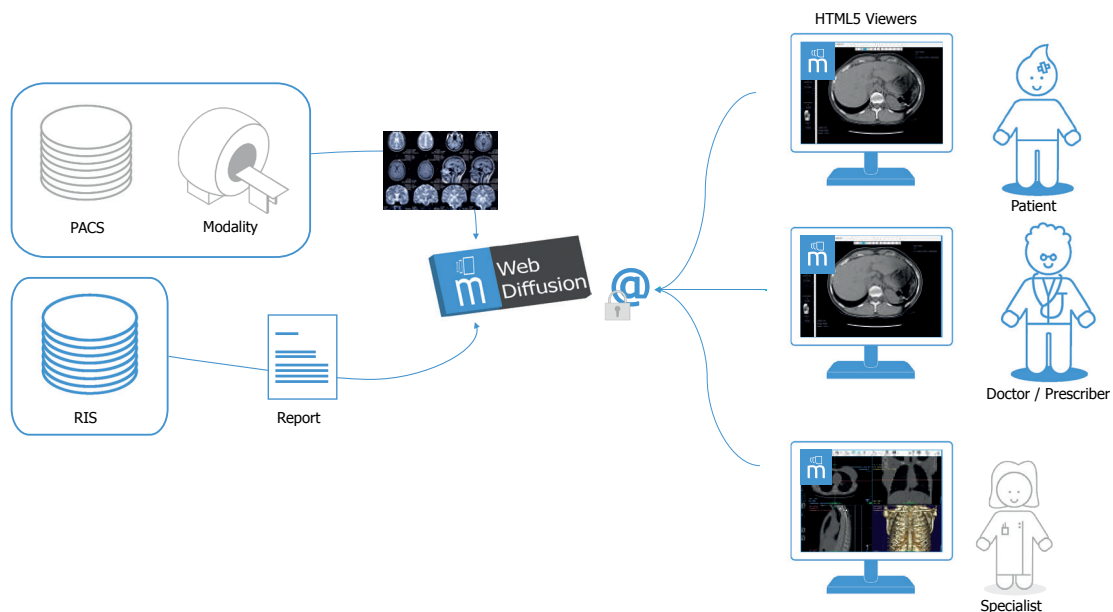 HTML5 Viewers
PACS
Modality
m
Web
Diffusion
@
RIS
Report
m
Patient
m
Doctor / Prescriber
m
Specialist